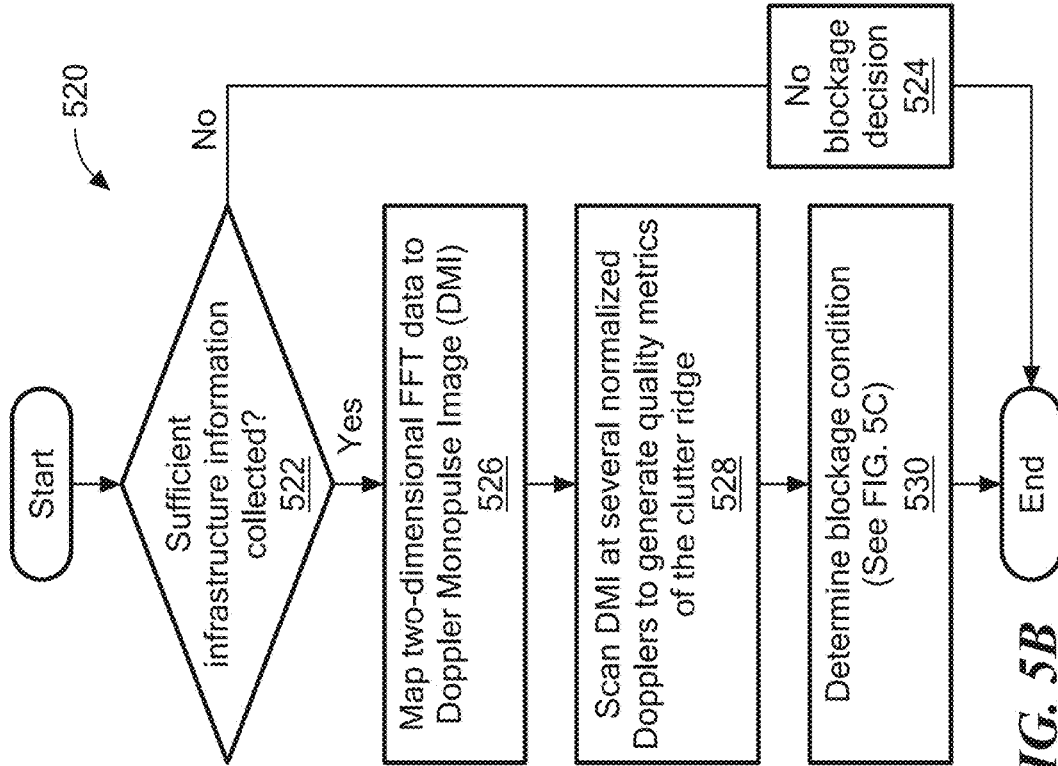 520
Start
Sufficient
infrastructure information
collected?
522
No
Yes
No
blockage
decision
524
Map two-dimensional FFT data to
Doppler Monopulse Image (DMI)
526
Scan DMI at several normalized
Dopplers to generate quality metrics
of the clutter ridge
528
Determine blockage condition
(See FIG. 5C)
530
End
IG. 5B